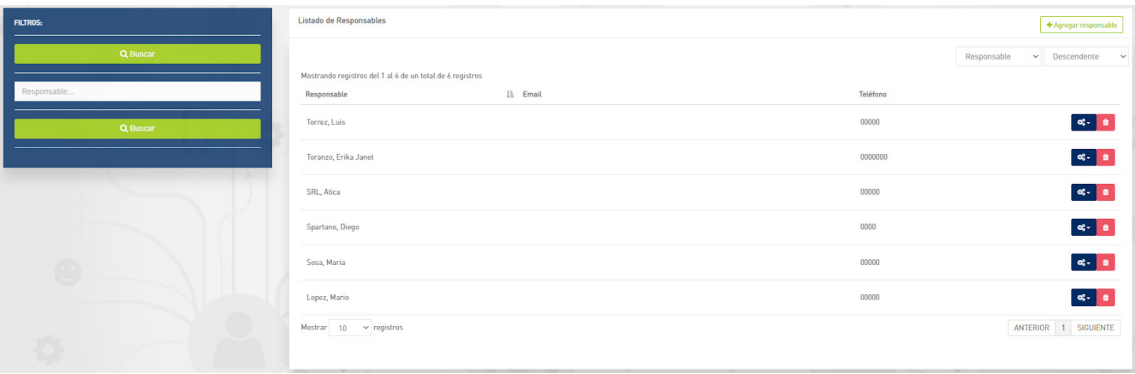 FILTROS:
Buscar
Responsable...
Buscar
Listado de Responsables
Agregar responsable
Responsable Descendente
Mostrando registros del 1 al 6 de un total de 6 registros
Responsable Email Teléfono
Torrez, Luis 00000
Toranzo, Erika Janet 0000000
SRL, Atica 00000
Spartano, Diego 0000
Sosa, Maria 00000
Lopez, Mario 00000
Mostrar 10 registros
ANTERIOR 1 SIGUIENTE